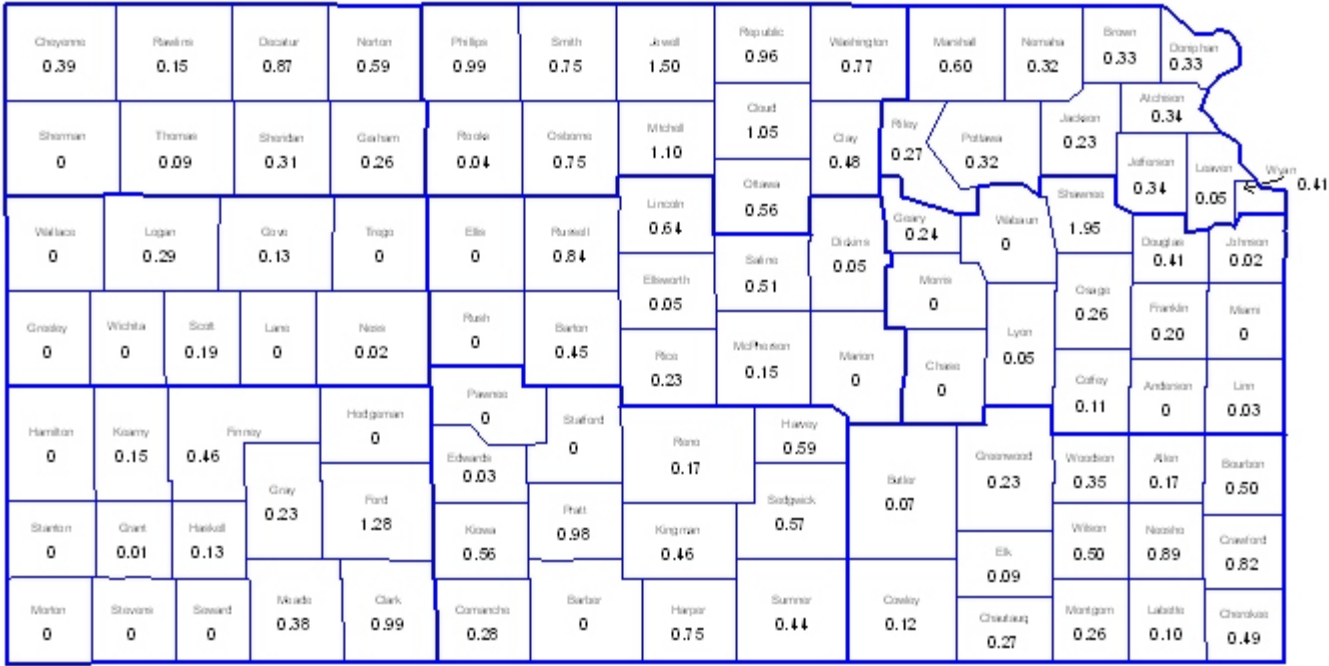 Cheyenne Rawlins Decatur Norton Phillips Smith Jewell Republic Washington Marshall Nemaha Brown Doniphan
0.39 0.15 0.87 0.59 0.99 0.75 1.50 0.96 0.77 0.60 0.32 0.33 0.33
Sherman Thomas Sheridan Graham Rooks Osborne Mitchell Cloud Clay Riley Pottawa Jackson Atchison
0 0.09 0.31 0.26 0.04 0.75 1.10 1.05 0.48 0.27 0.32 0.23 0.34
Jefferson Leaven Wyan
0.34 0.05 0.41
Wallace Logan Gove Trego Ellis Russell Lincoln Ottawa Dickins Geary Wabaun Shawnee Douglas Johnson
0 0.29 0.13 0 0 0.84 0.64 0.56 0.05 0.24 0 1.95 0.41 0.02
Ellsworth Saline Morris Osage Franklin Miami
0.05 0.51 0 0.26 0.20 0
Greeley Wichita Scott Lane Ness Rush Barton Rice McPherson Marion Chase Lyon Coffey Anderson Linn
0 0 0.19 0 0.02 0 0.45 0.23 0.15 0 0 0.05 0.11 0 0.03
Hamilton Kearny Finney Hodgeman Pawnee Stafford Reno Harvey
0 0.15 0.46 0 0 0 0.17 0.59
Gray Ford Edwards Sedgwick Butler Greenwood Woodson Allen Bourbon
0.23 1.28 0.03 0.57 0.07 0.23 0.35 0.17 0.50
Stanton Grant Haskell Kiowa Pratt Kingman Elk Wilson Neosho Crawford
0 0.01 0.13 0.56 0.98 0.46 0.09 0.50 0.89 0.82
Morton Stevens Seward Meade Clark Comanche Barber Harper Sumner Cowley Chautauq Montgom Labette Cherokee
0 0 0 0.38 0.99 0.28 0 0.75 0.44 0.12 0.27 0.26 0.10 0.49